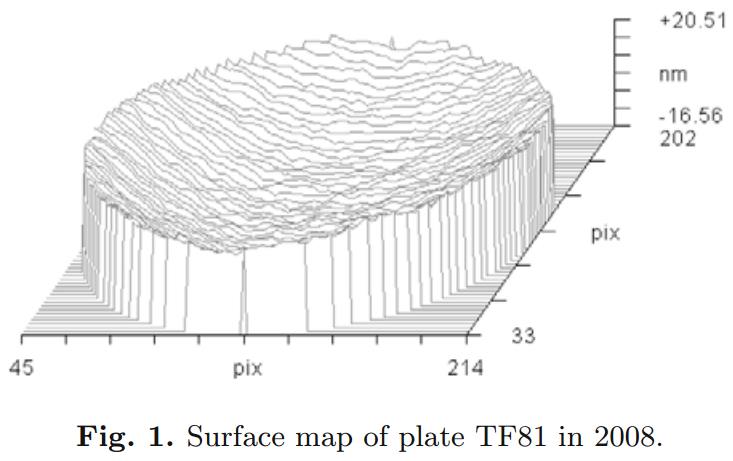 +20.51
nm
-16.56
202
pix
33
45 pix 214
Fig. 1. Surface map of plate TF81 in 2008.